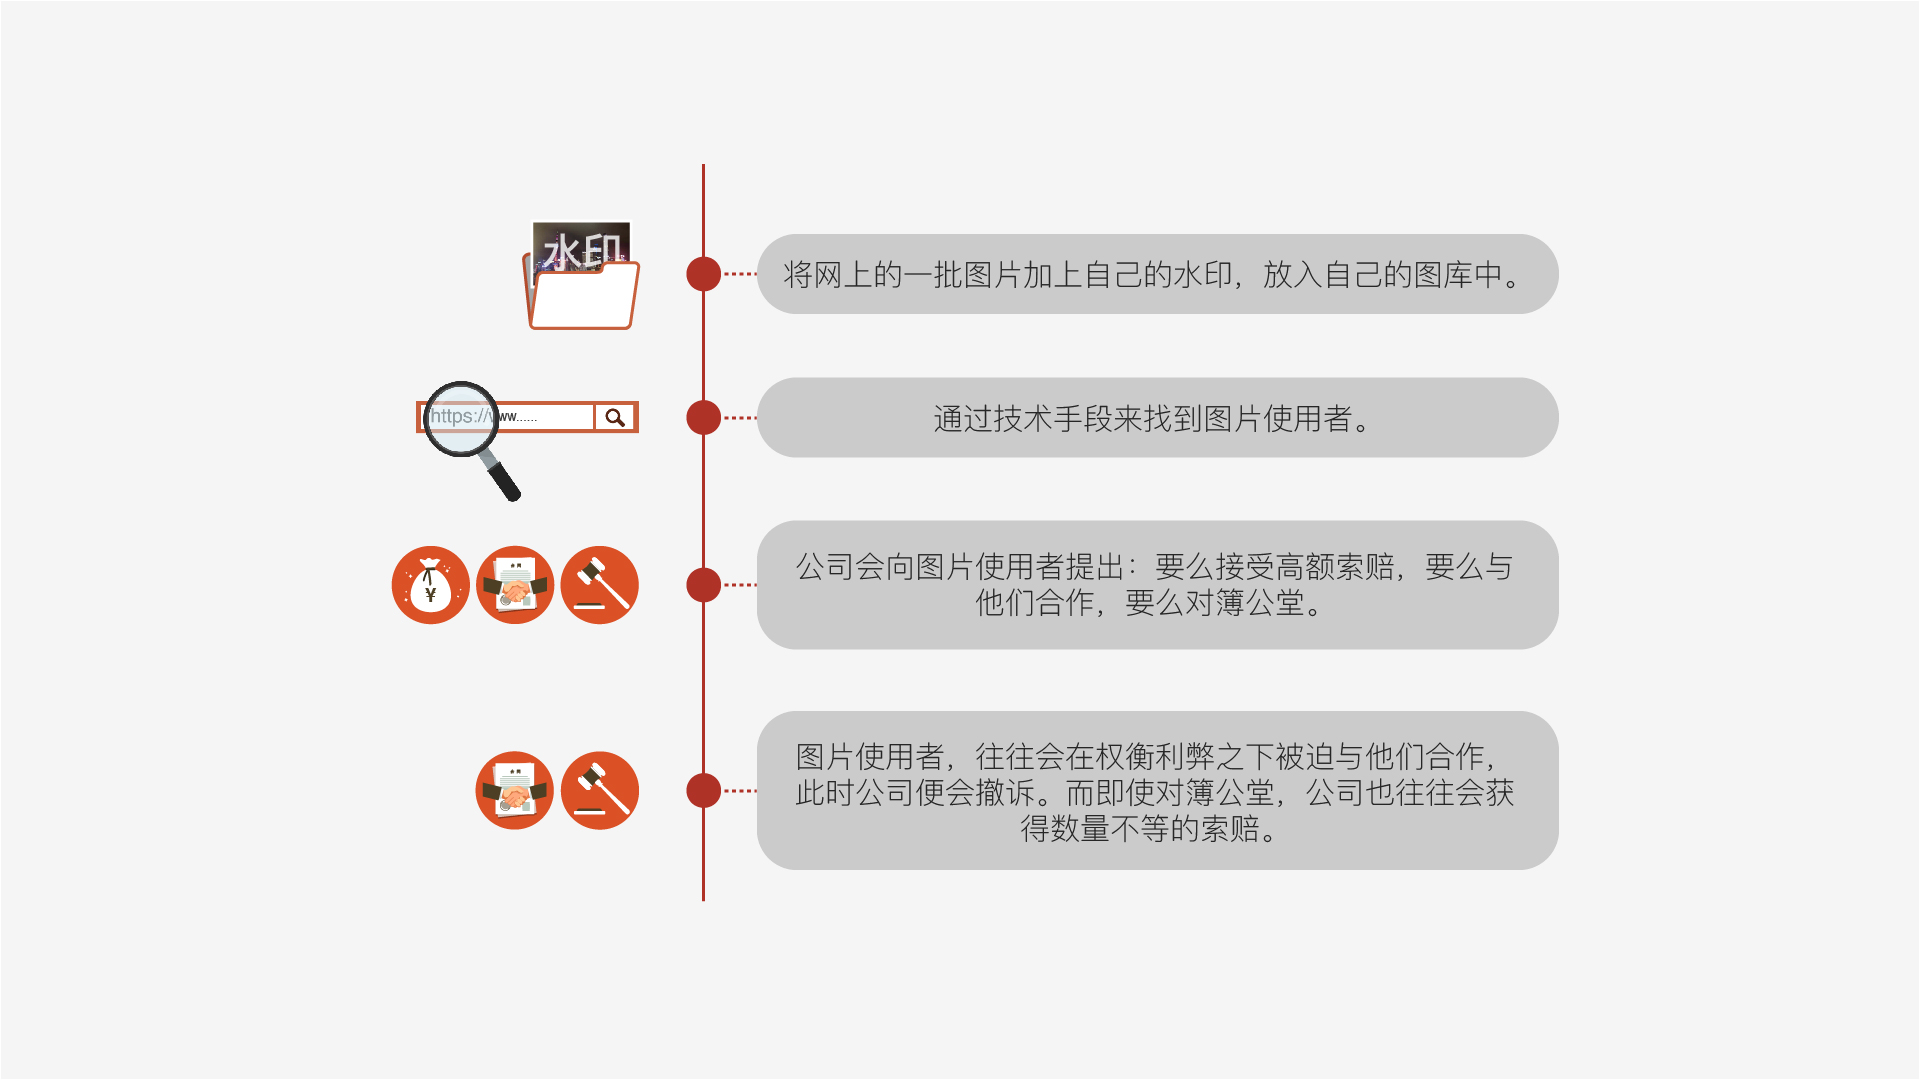 水印
将网上的一批图片加上自己的水印，放入自己的图库中。
https://www......
通过技术手段来找到图片使用者。
¥
合同
公司会向图片使用者提出：要么接受高额索赔，要么与
他们合作，要么对簿公堂。
合同
图片使用者，往往会在权衡利弊之下被迫与他们合作，
此时公司便会撤诉。而即使对簿公堂，公司也往往会获
得数量不等的索赔。